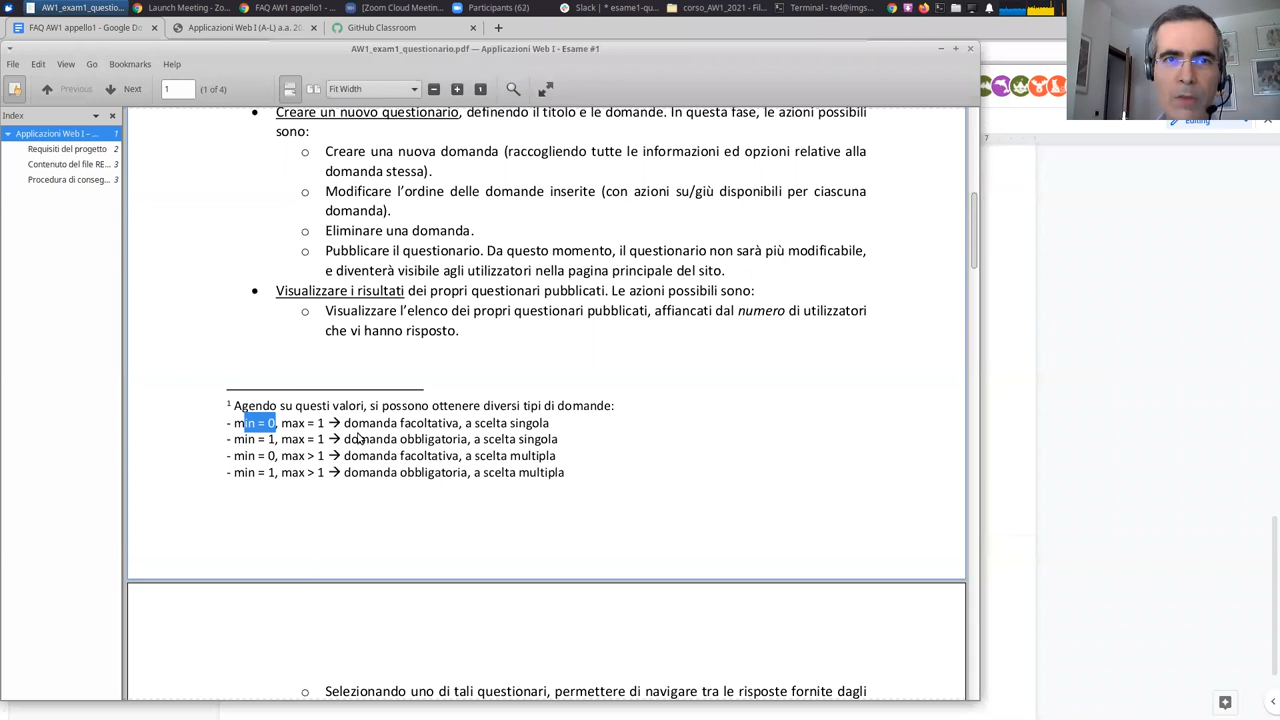 AW1_exam1_questio...
Launch Meeting - Zo...
FAQ AW1 appello1 - ...
[Zoom Cloud Meetin...
Participants (62)
Slack | * esame1-qu...
corso_AW1_2021 - Fil...
Terminal - ted@imgs...
FAQ AW1 appello1 - Google Do
Applicazioni Web I (A-L) a.a. 20
GitHub Classroom
AW1_exam1_questionario.pdf — Applicazioni Web I - Esame #1
File Edit View Go Bookmarks Help
Previous Next 1 (1 of 4) Fit Width
Index
Applicazioni Web I – ... 1
Requisiti del progetto 2
Contenuto del file RE... 3
Procedura di conseg... 3
Editing
7
• Creare un nuovo questionario, definendo il titolo e le domande. In questa fase, le azioni possibili
sono:
o Creare una nuova domanda (raccogliendo tutte le informazioni ed opzioni relative alla
domanda stessa).
o Modificare l’ordine delle domande inserite (con azioni su/giù disponibili per ciascuna
domanda).
o Eliminare una domanda.
o Pubblicare il questionario. Da questo momento, il questionario non sarà più modificabile,
e diventerà visibile agli utilizzatori nella pagina principale del sito.
• Visualizzare i risultati dei propri questionari pubblicati. Le azioni possibili sono:
o Visualizzare l’elenco dei propri questionari pubblicati, affiancati dal numero di utilizzatori
che vi hanno risposto.
1 Agendo su questi valori, si possono ottenere diversi tipi di domande:
- min = 0, max = 1 → domanda facoltativa, a scelta singola
- min = 1, max = 1 → domanda obbligatoria, a scelta singola
- min = 0, max > 1 → domanda facoltativa, a scelta multipla
- min = 1, max > 1 → domanda obbligatoria, a scelta multipla
o Selezionando uno di tali questionari, permettere di navigare tra le risposte fornite dagli